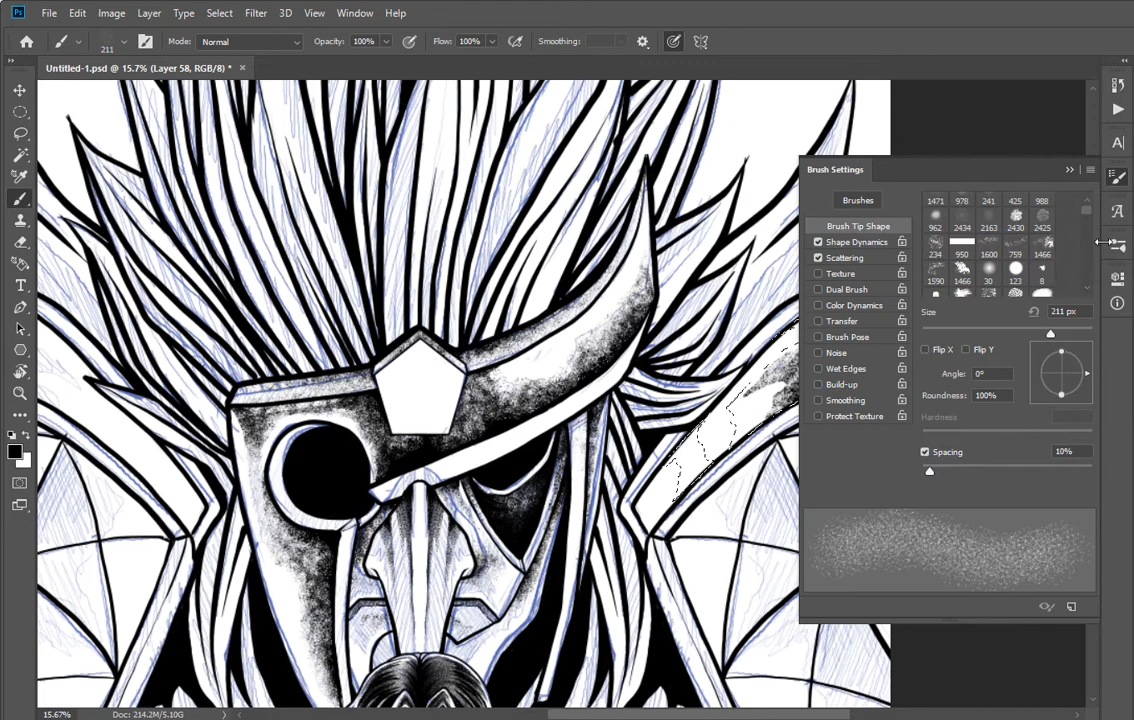 Ps File Edit Image Layer Type Select Filter 3D View Window Help
211 Mode: Normal Opacity: 100% Flow: 100% Smoothing:
Untitled-1.psd @ 15.7% (Layer 58, RGB/8) *
Brush Settings
Brushes
Brush Tip Shape
Shape Dynamics
Scattering
Texture
Dual Brush
Color Dynamics
Transfer
Brush Pose
Noise
Wet Edges
Build-up
Smoothing
Protect Texture
1471 978 241 425 988
962 2434 2163 2430 2425
234 950 1600 759 1466
1590 1466 30 123 8
Size 211 px
Flip X Flip Y
Angle: 0°
Roundness: 100%
Hardness
Spacing 10%
15.67% Doc: 214.2M/5.10G